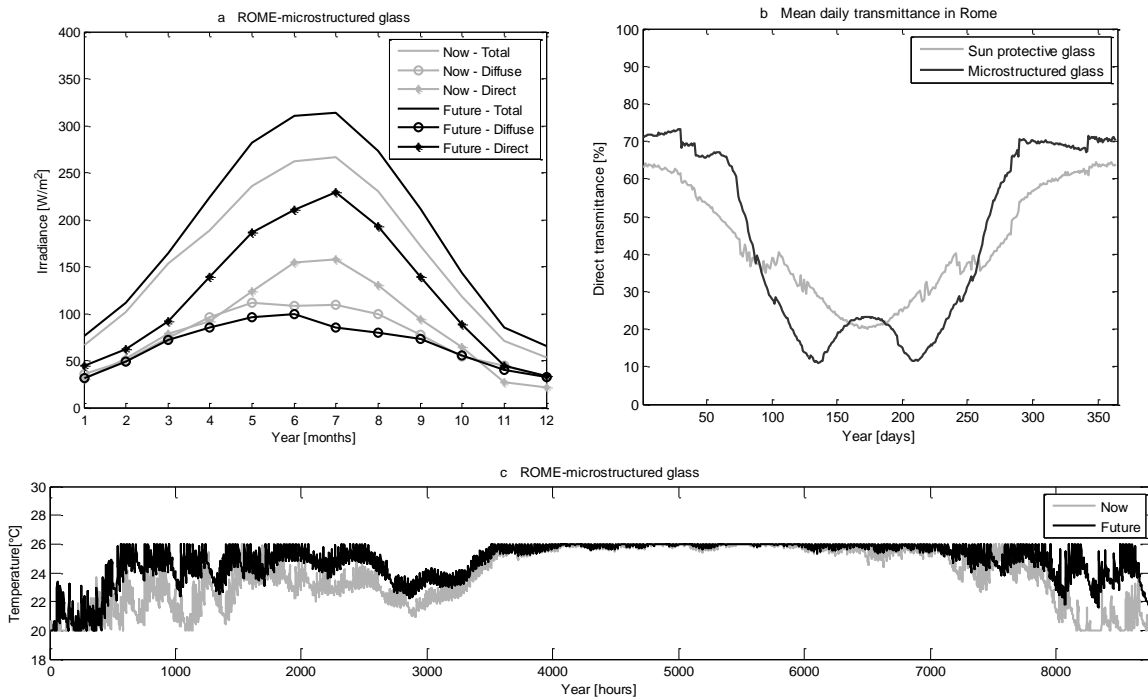 a ROME-microstructured glass
400
350
300
250
200
150
100
50
0
Irradiance [W/m²]
1 2 3 4 5 6 7 8 9 10 11 12
Year [months]
Now - Total
Now - Diffuse
Now - Direct
Future - Total
Future - Diffuse
Future - Direct
b Mean daily transmittance in Rome
100
90
80
70
60
50
40
30
20
10
0
Direct transmittance [%]
50 100 150 200 250 300 350
Year [days]
Sun protective glass
Microstructured glass
c ROME-microstructured glass
30
28
26
24
22
20
18
Temperature[°C]
0 1000 2000 3000 4000 5000 6000 7000 8000
Year [hours]
Now
Future